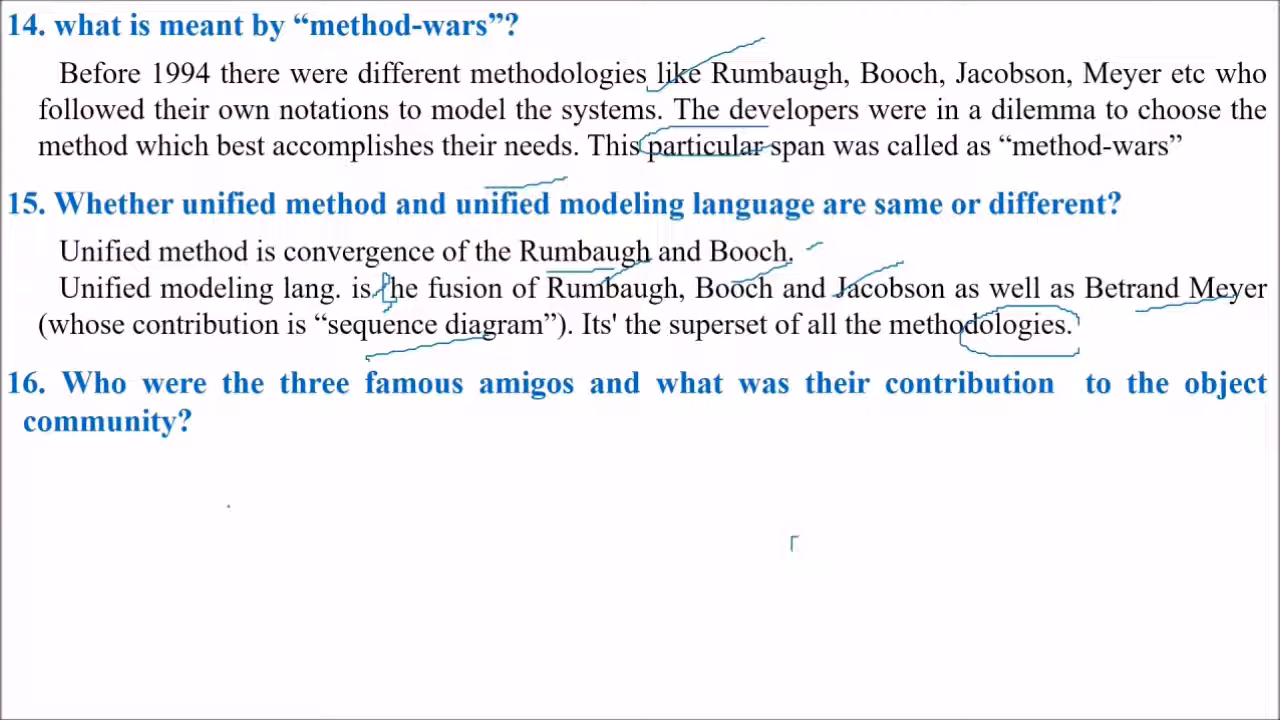 14. what is meant by “method-wars”?
Before 1994 there were different methodologies like Rumbaugh, Booch, Jacobson, Meyer etc who
followed their own notations to model the systems. The developers were in a dilemma to choose the
method which best accomplishes their needs. This particular span was called as “method-wars”
15. Whether unified method and unified modeling language are same or different?
Unified method is convergence of the Rumbaugh and Booch.
Unified modeling lang. is the fusion of Rumbaugh, Booch and Jacobson as well as Betrand Meyer
(whose contribution is “sequence diagram”). Its' the superset of all the methodologies.
16. Who were the three famous amigos and what was their contribution to the object
community?